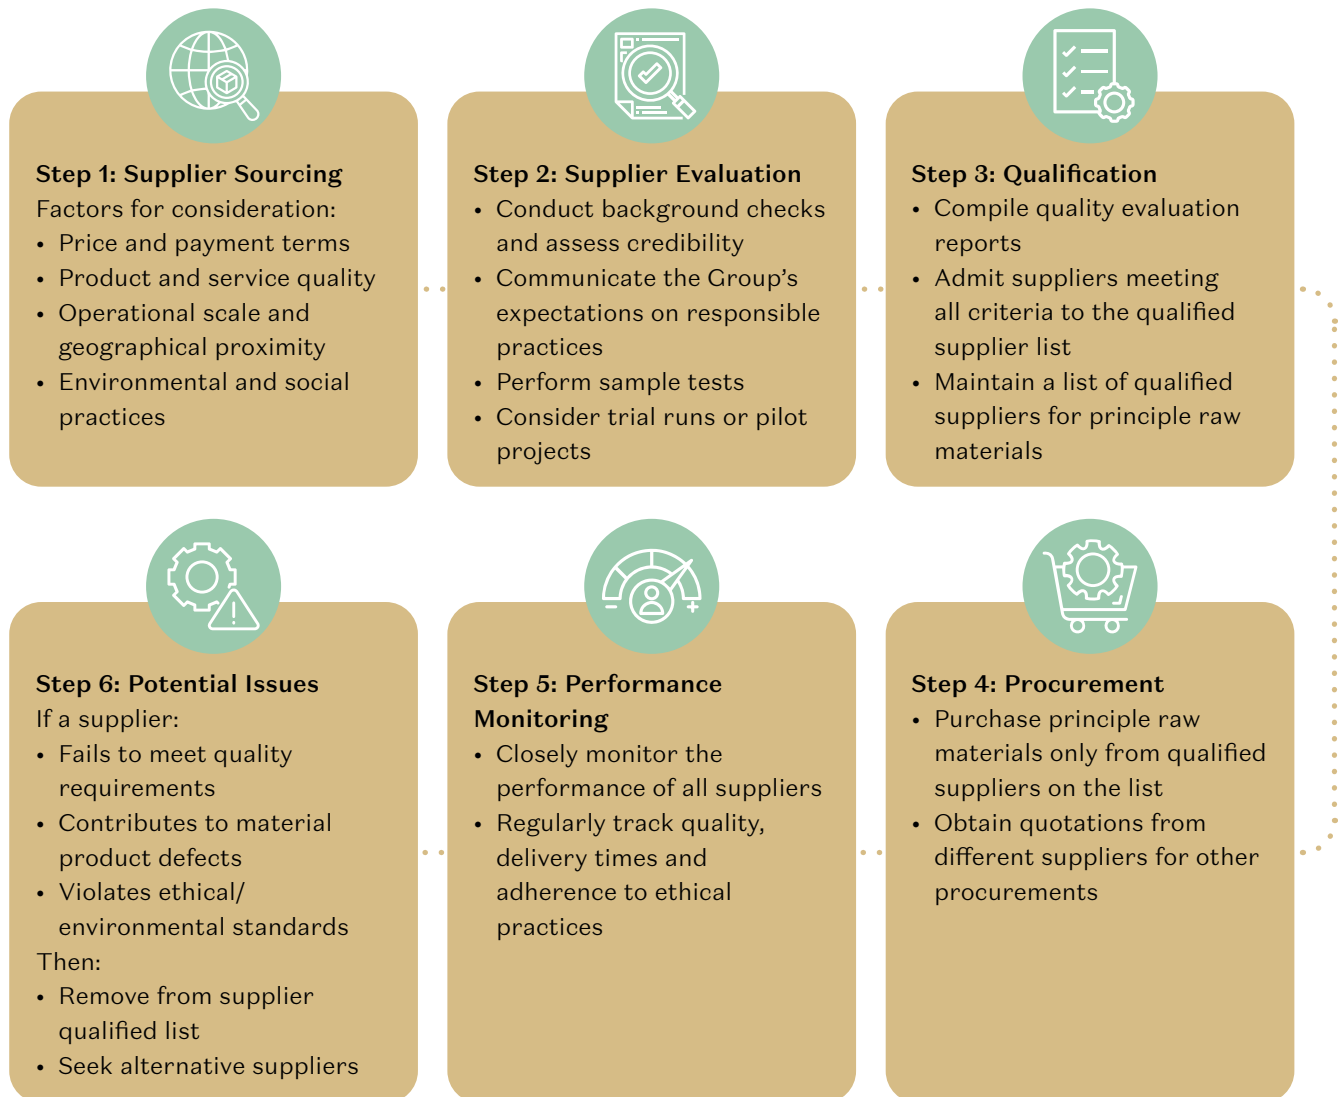 Step 1: Supplier Sourcing
Factors for consideration:
• Price and payment terms
• Product and service quality
• Operational scale and
geographical proximity
• Environmental and social
practices
Step 2: Supplier Evaluation
• Conduct background checks
and assess credibility
• Communicate the Group's
expectations on responsible
practices
• Perform sample tests
• Consider trial runs or pilot
projects
Step 3: Qualification
• Compile quality evaluation
reports
• Admit suppliers meeting
all criteria to the qualified
supplier list
• Maintain a list of qualified
suppliers for principle raw
materials
Step 4: Procurement
• Purchase principle raw
materials only from qualified
suppliers on the list
• Obtain quotations from
different suppliers for other
procurements
Step 5: Performance
Monitoring
• Closely monitor the
performance of all suppliers
• Regularly track quality,
delivery times and
adherence to ethical
practices
Step 6: Potential Issues
If a supplier:
• Fails to meet quality
requirements
• Contributes to material
product defects
• Violates ethical/
environmental standards
Then:
• Remove from supplier
qualified list
• Seek alternative suppliers